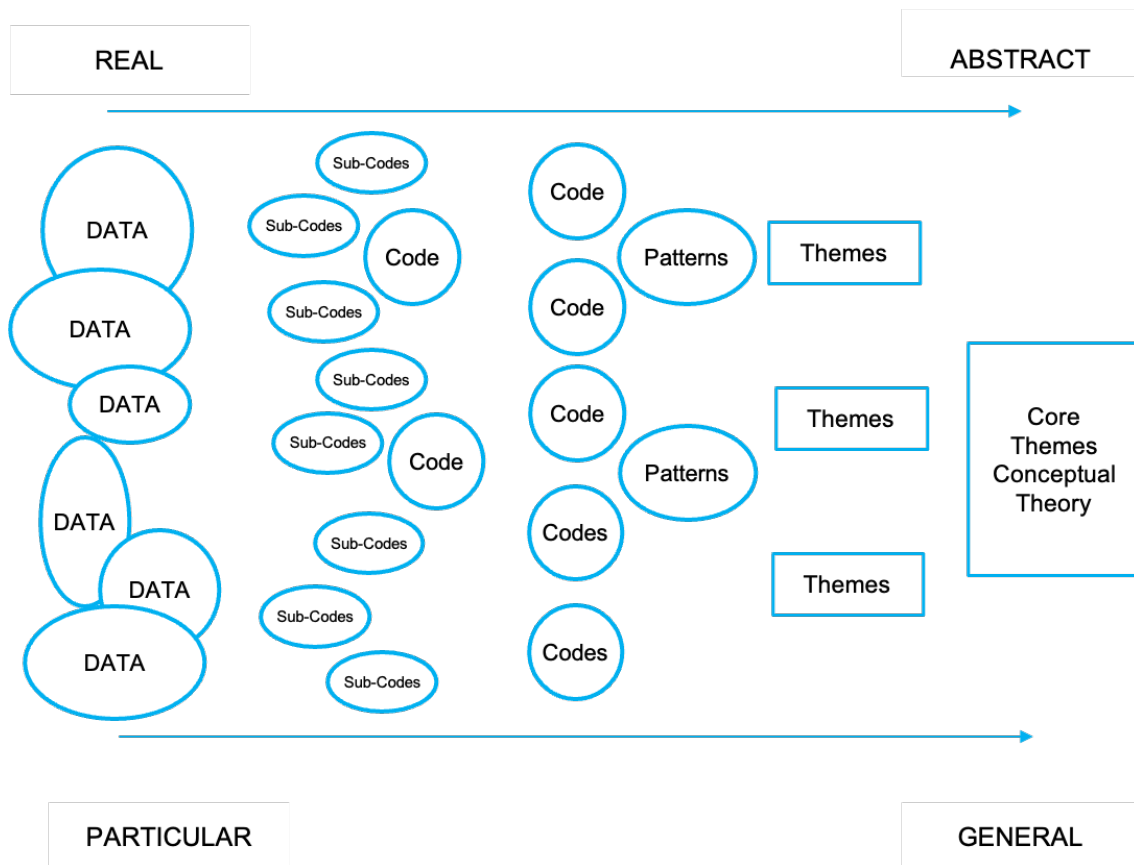 REAL
ABSTRACT
DATA
DATA
DATA
DATA
DATA
DATA
Sub-Codes
Sub-Codes
Code
Sub-Codes
Sub-Codes
Sub-Codes
Code
Sub-Codes
Sub-Codes
Sub-Codes
Code
Code
Code
Codes
Codes
Patterns
Patterns
Themes
Themes
Themes
Core
Themes
Conceptual
Theory
PARTICULAR
GENERAL